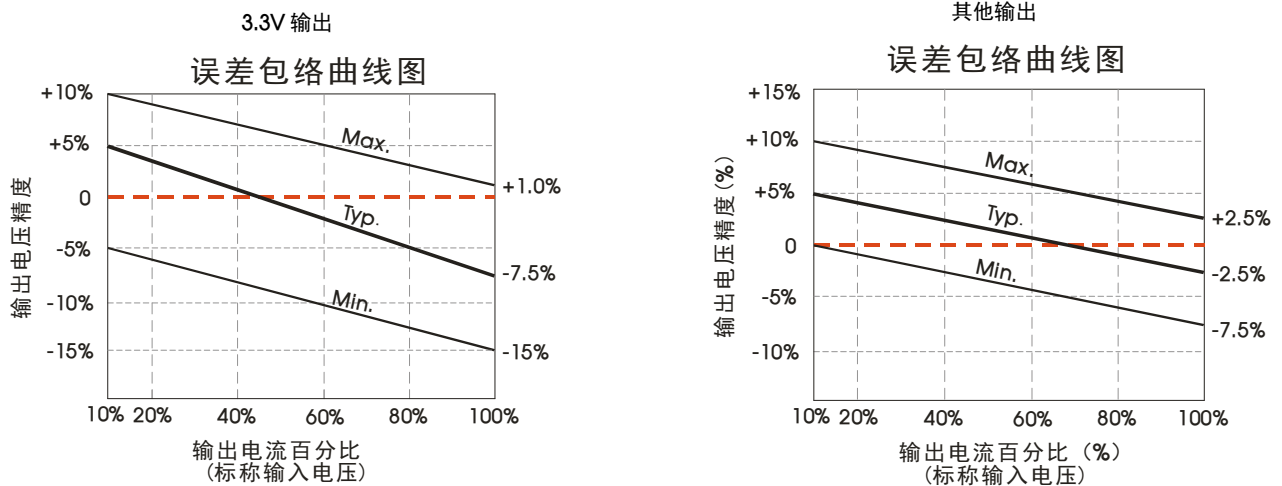 3.3V 输出
误差包络曲线图
+10%
+5%
0
-5%
-10%
-15%
输出电压精度
Max.
Typ.
Min.
+1.0%
-7.5%
-15%
10% 20% 40% 60% 80% 100%
输出电流百分比
(标称输入电压)
其他输出
误差包络曲线图
+15%
+10%
+5%
0
-5%
-10%
输出电压精度(%)
Max.
Typ.
Min.
+2.5%
-2.5%
-7.5%
10% 20% 40% 60% 80% 100%
输出电流百分比(%)
(标称输入电压)